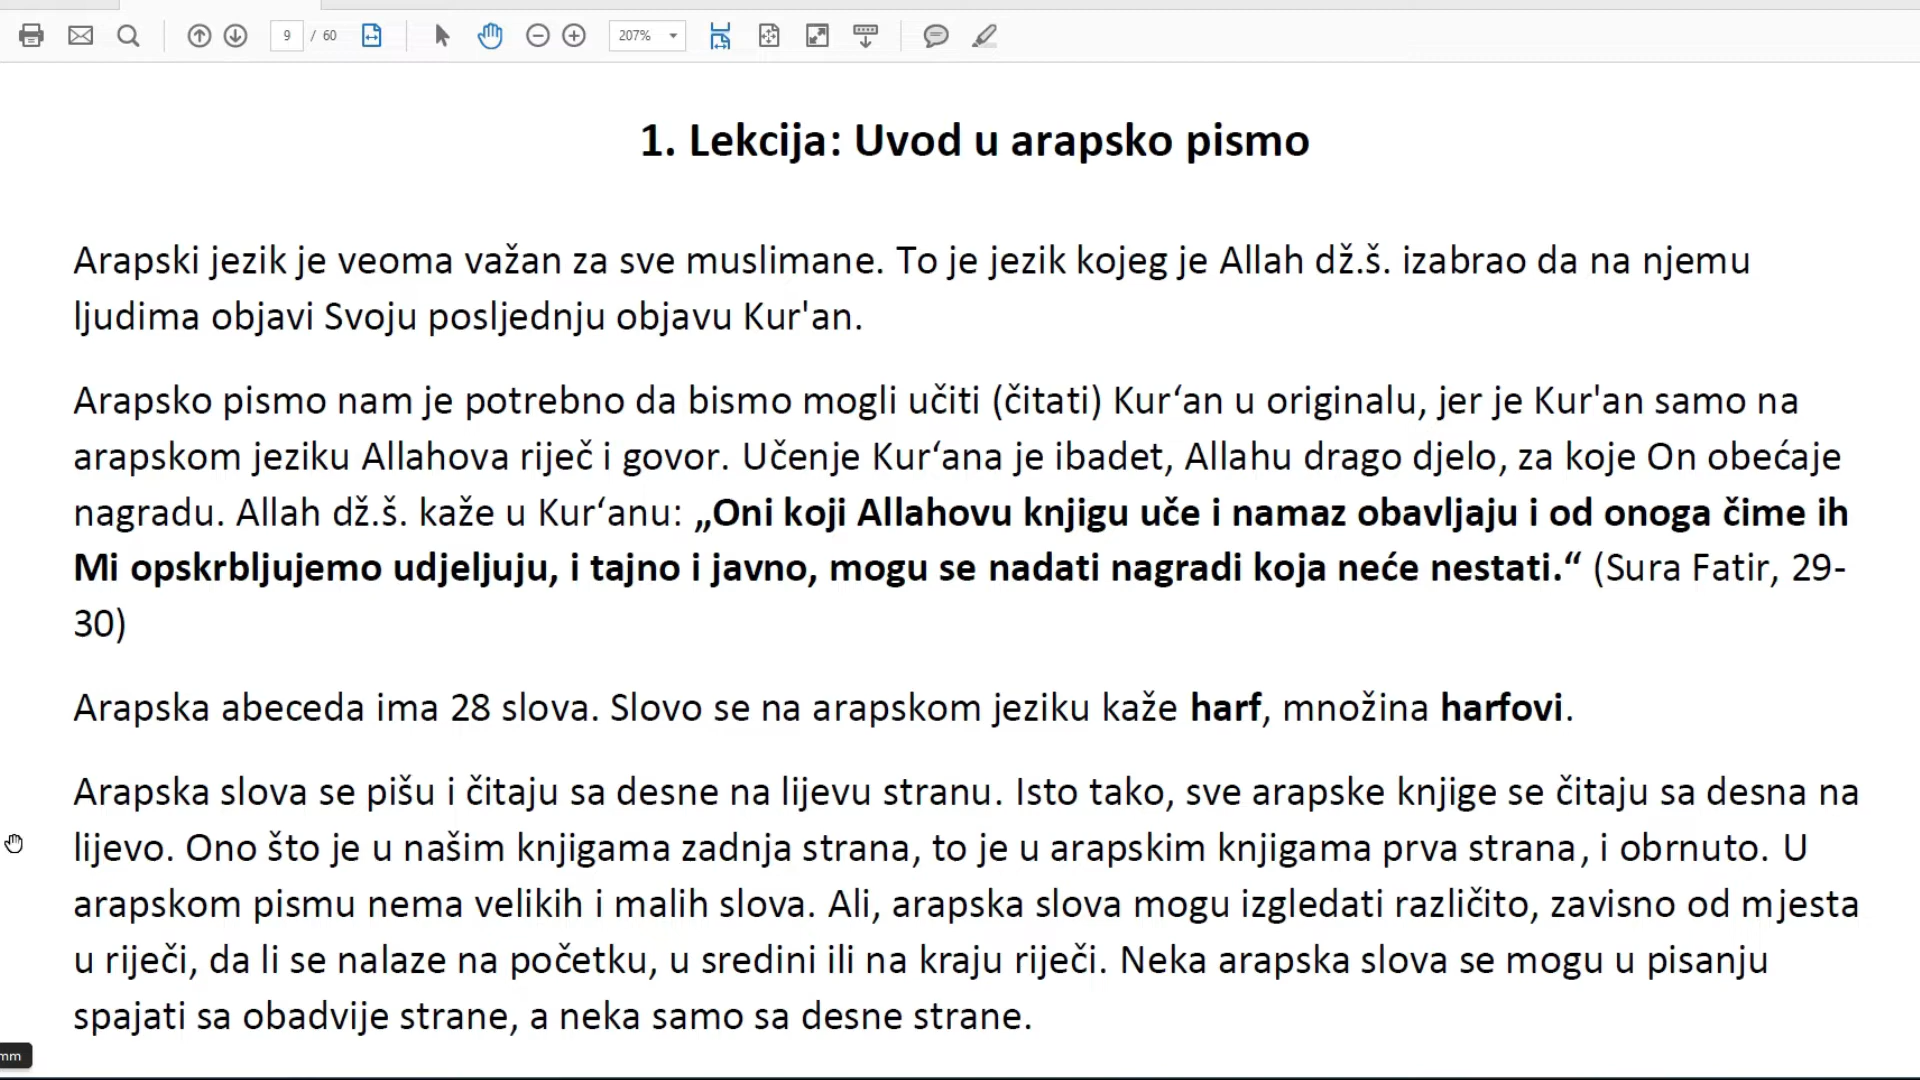 9 / 60 207%
1. Lekcija: Uvod u arapsko pismo
Arapski jezik je veoma važan za sve muslimane. To je jezik kojeg je Allah dž.š. izabrao da na njemu
ljudima objavi Svoju posljednju objavu Kur'an.
Arapsko pismo nam je potrebno da bismo mogli učiti (čitati) Kur‘an u originalu, jer je Kur'an samo na
arapskom jeziku Allahova riječ i govor. Učenje Kur‘ana je ibadet, Allahu drago djelo, za koje On obećaje
nagradu. Allah dž.š. kaže u Kur‘anu: „Oni koji Allahovu knjigu uče i namaz obavljaju i od onoga čime ih
Mi opskrbljujemo udjeljuju, i tajno i javno, mogu se nadati nagradi koja neće nestati.“ (Sura Fatir, 29-
30)
Arapska abeceda ima 28 slova. Slovo se na arapskom jeziku kaže harf, množina harfovi.
Arapska slova se pišu i čitaju sa desne na lijevu stranu. Isto tako, sve arapske knjige se čitaju sa desna na
lijevo. Ono što je u našim knjigama zadnja strana, to je u arapskim knjigama prva strana, i obrnuto. U
arapskom pismu nema velikih i malih slova. Ali, arapska slova mogu izgledati različito, zavisno od mjesta
u riječi, da li se nalaze na početku, u sredini ili na kraju riječi. Neka arapska slova se mogu u pisanju
spajati sa obadvije strane, a neka samo sa desne strane.
mm